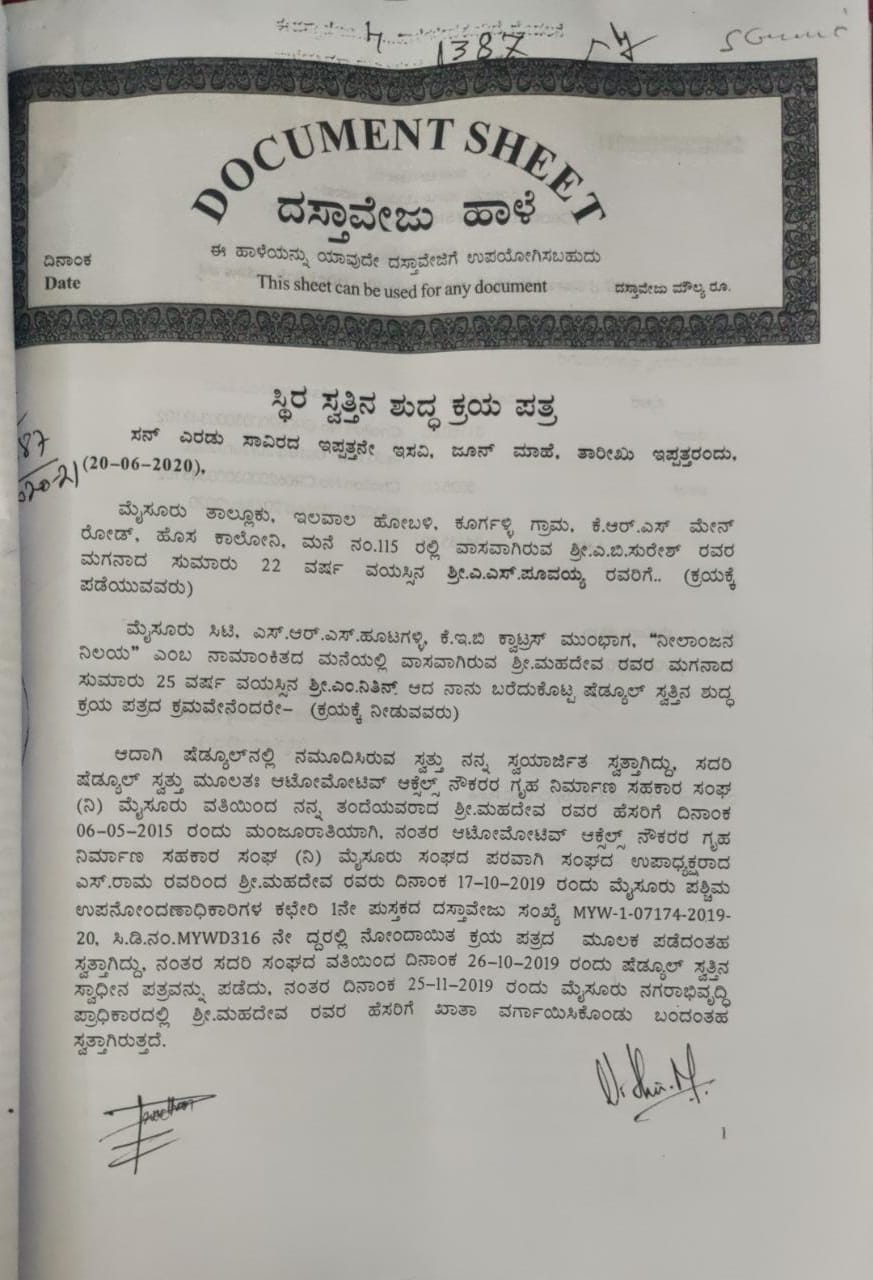 1387
DOCUMENT SHEET
ದಸ್ತಾವೇಜು ಹಾಳೆ
ಈ ಹಾಳೆಯನ್ನು ಯಾವುದೇ ದಸ್ತಾವೇಜಿಗೆ ಉಪಯೋಗಿಸಬಹುದು
ದಿನಾಂಕ
Date
This sheet can be used for any document
ದಸ್ತಾವೇಜು ಮೌಲ್ಯ ರೂ.
ಸ್ಥಿರ ಸ್ವತ್ತಿನ ಶುದ್ಧ ಕ್ರಯ ಪತ್ರ
ಸನ್ ಎರಡು ಸಾವಿರದ ಇಪ್ಪತ್ತನೇ ಇಸವಿ, ಜೂನ್ ಮಾಹೆ, ತಾರೀಖು ಇಪ್ಪತ್ತರಂದು,
(20-06-2020),
87
ಮೈಸೂರು ತಾಲ್ಲೂಕು, ಇಲವಾಲ ಹೋಬಳಿ, ಕೂರ್ಗಳ್ಳಿ ಗ್ರಾಮ, ಕೆ.ಆರ್.ಎಸ್ ಮೇನ್
ರೋಡ್, ಹೊಸ ಕಾಲೋನಿ, ಮನೆ ನಂ.115 ರಲ್ಲಿ ವಾಸವಾಗಿರುವ ಶ್ರೀ.ಎ.ಬಿ.ಸುರೇಶ್ ರವರ
ಮಗನಾದ ಸುಮಾರು 22 ವರ್ಷ ವಯಸ್ಸಿನ ಶ್ರೀ.ಎ.ಎಸ್.ಪೂವಯ್ಯ ರವರಿಗೆ.. (ಕ್ರಯಕ್ಕೆ
ಪಡೆಯುವವರು)
ಮೈಸೂರು ಸಿಟಿ, ಎಸ್.ಆರ್.ಎಸ್.ಹೂಟಗಳ್ಳಿ, ಕೆ.ಇ.ಬಿ ಕ್ವಾಟ್ರಸ್ ಮುಂಭಾಗ, "ನೀಲಾಂಜನ
ನಿಲಯ" ಎಂಬ ನಾಮಾಂಕಿತದ ಮನೆಯಲ್ಲಿ ವಾಸವಾಗಿರುವ ಶ್ರೀ.ಮಹದೇವ ರವರ ಮಗನಾದ
ಸುಮಾರು 25 ವರ್ಷ ವಯಸ್ಸಿನ ಶ್ರೀ.ಎಂ.ನಿತಿನ್ ಆದ ನಾನು ಬರೆದುಕೊಟ್ಟ ಷೆಡ್ಯೂಲ್ ಸ್ವತ್ತಿನ ಶುದ್ಧ
ಕ್ರಯ ಪತ್ರದ ಕ್ರಮವೇನೆಂದರೇ- (ಕ್ರಯಕ್ಕೆ ನೀಡುವವರು)
ಆದಾಗಿ ಷೆಡ್ಯೂಲ್‌ನಲ್ಲಿ ನಮೂದಿಸಿರುವ ಸ್ವತ್ತು ನನ್ನ ಸ್ವಯಾರ್ಜಿತ ಸ್ವತ್ತಾಗಿದ್ದು, ಸದರಿ
ಷೆಡ್ಯೂಲ್ ಸ್ವತ್ತು ಮೂಲತಃ ಆಟೋಮೋಟಿವ್ ಆಕ್ಸೆಲ್ಸ್ ನೌಕರರ ಗೃಹ ನಿರ್ಮಾಣ ಸಹಕಾರ ಸಂಘ
(ನಿ) ಮೈಸೂರು ವತಿಯಿಂದ ನನ್ನ ತಂದೆಯವರಾದ ಶ್ರೀ.ಮಹದೇವ ರವರ ಹೆಸರಿಗೆ ದಿನಾಂಕ
06-05-2015 ರಂದು ಮಂಜೂರಾತಿಯಾಗಿ, ನಂತರ ಆಟೋಮೋಟಿವ್ ಆಕ್ಸೆಲ್ಸ್ ನೌಕರರ ಗೃಹ
ನಿರ್ಮಾಣ ಸಹಕಾರ ಸಂಘ (ನಿ) ಮೈಸೂರು ಸಂಘದ ಪರವಾಗಿ ಸಂಘದ ಉಪಾಧ್ಯಕ್ಷರಾದ
ಎಸ್.ರಾಮ ರವರಿಂದ ಶ್ರೀ.ಮಹದೇವ ರವರು ದಿನಾಂಕ 17-10-2019 ರಂದು ಮೈಸೂರು ಪಶ್ಚಿಮ
ಉಪನೋಂದಣಾಧಿಕಾರಿಗಳ ಕಛೇರಿ 1ನೇ ಪುಸ್ತಕದ ದಸ್ತಾವೇಜು ಸಂಖ್ಯೆ MYW-1-07174-2019-
20, ಸಿ.ಡಿ.ನಂ.MYWD316 ನೇ ದ್ದರಲ್ಲಿ ನೋಂದಾಯಿತ ಕ್ರಯ ಪತ್ರದ ಮೂಲಕ ಪಡೆದಂತಹ
ಸ್ವತ್ತಾಗಿದ್ದು, ನಂತರ ಸದರಿ ಸಂಘದ ವತಿಯಿಂದ ದಿನಾಂಕ 26-10-2019 ರಂದು ಷೆಡ್ಯೂಲ್ ಸ್ವತ್ತಿನ
ಸ್ವಾಧೀನ ಪತ್ರವನ್ನು ಪಡೆದು, ನಂತರ ದಿನಾಂಕ 25-11-2019 ರಂದು ಮೈಸೂರು ನಗರಾಭಿವೃದ್ಧಿ
ಪ್ರಾಧಿಕಾರದಲ್ಲಿ ಶ್ರೀ.ಮಹದೇವ ರವರ ಹೆಸರಿಗೆ ಖಾತಾ ವರ್ಗಾಯಿಸಿಕೊಂಡು ಬಂದಂತಹ
ಸ್ವತ್ತಾಗಿರುತ್ತದೆ.
1